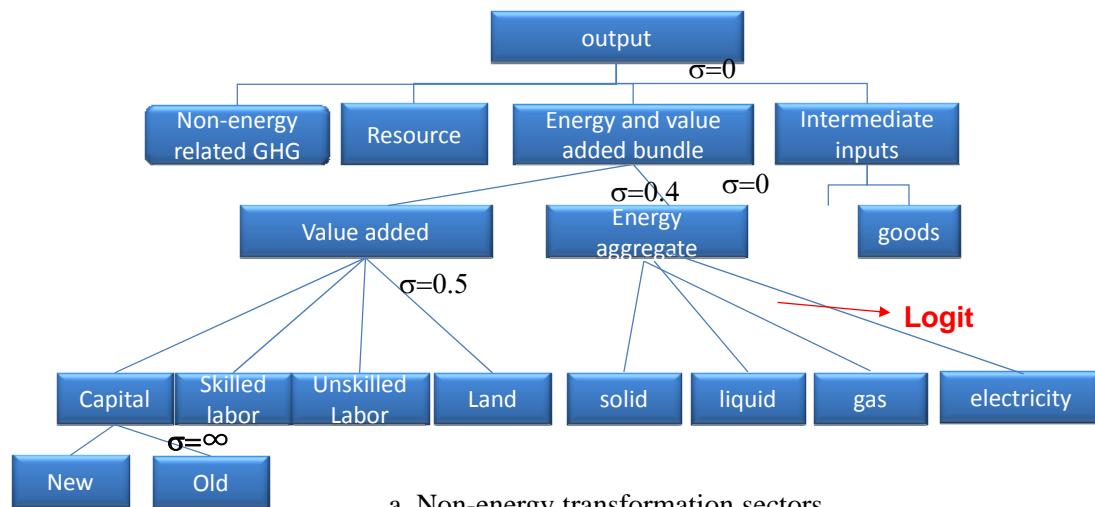 output
σ=0
Non-energy
related GHG
Resource
Energy and value
added bundle
Intermediate
inputs
σ=0.4
σ=0
Value added
Energy
aggregate
goods
σ=0.5
Logit
Capital
Skilled
labor
Unskilled
Labor
Land
solid
liquid
gas
electricity
σ=∞
New
Old
a. Non-energy transformation sectors